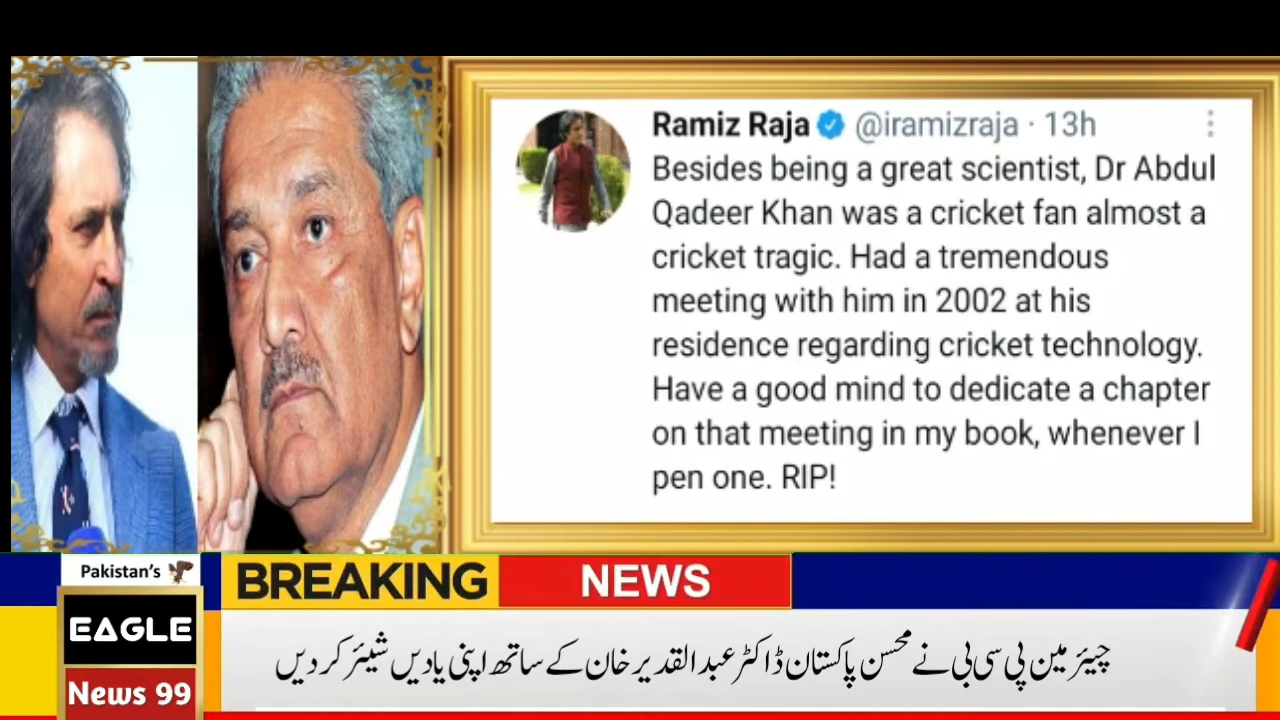 Ramiz Raja @iramizraja · 13h
Besides being a great scientist, Dr Abdul
Qadeer Khan was a cricket fan almost a
cricket tragic. Had a tremendous
meeting with him in 2002 at his
residence regarding cricket technology.
Have a good mind to dedicate a chapter
on that meeting in my book, whenever I
pen one. RIP!
Pakistan's
EAGLE
News 99
BREAKING NEWS
چیئرمین پی سی بی نے محسن پاکستان ڈاکٹر عبدالقدیر خان کے ساتھ اپنی یادیں شیئر کر دیں